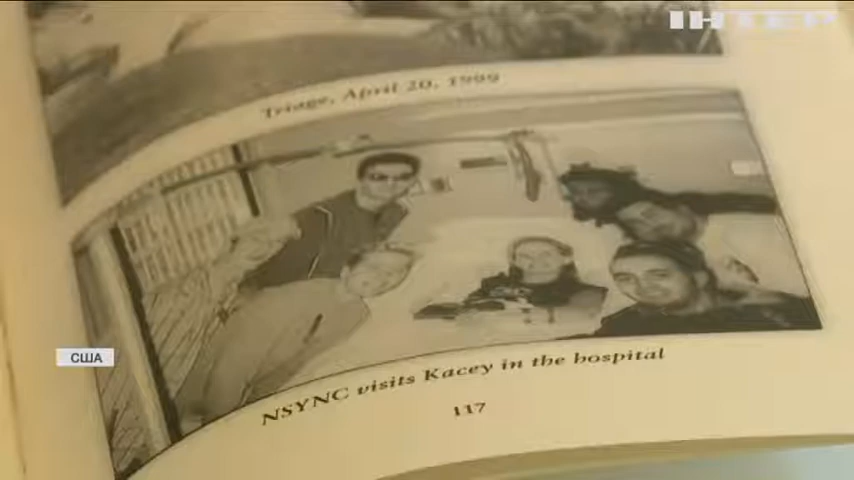 ІНТЕР
Triage, April 20, 1999
США
NSYNC visits Kacey in the hospital
117